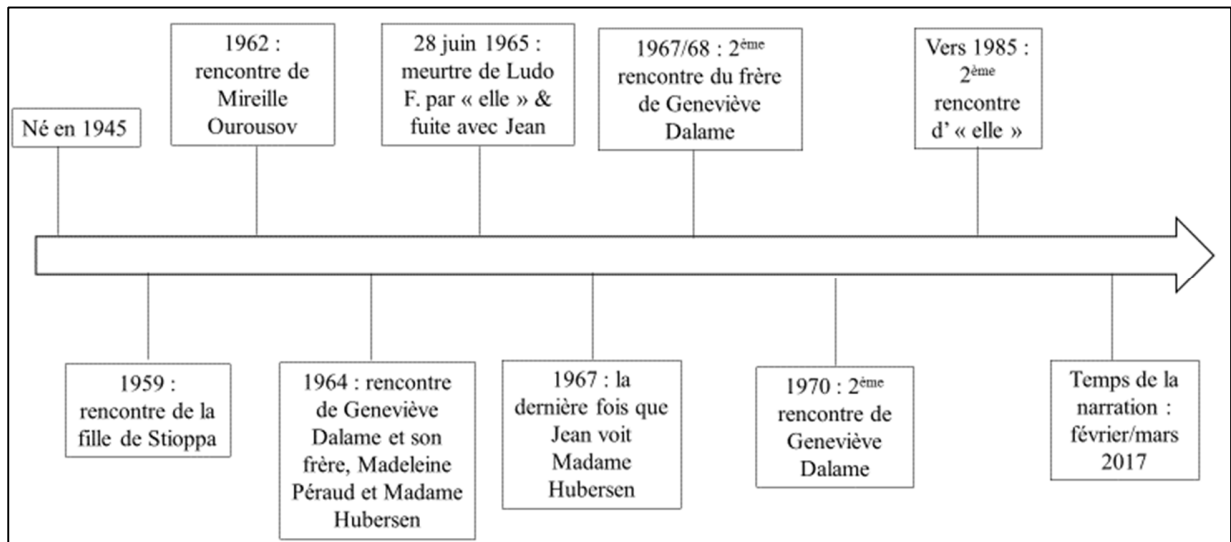 Né en 1945
1962 :
rencontre de
Mireille
Ourousov
28 juin 1965 :
meurtre de Ludo
F. par « elle » &
fuite avec Jean
1967/68 : 2ème
rencontre du frère
de Geneviève
Dalame
Vers 1985 :
2ème
rencontre
d' « elle »
1959 :
rencontre de la
fille de Stioppa
1964 : rencontre
de Geneviève
Dalame et son
frère, Madeleine
Péraud et Madame
Hubersen
1967 : la
dernière fois que
Jean voit
Madame
Hubersen
1970 : 2ème
rencontre de
Geneviève
Dalame
Temps de la
narration :
février/mars
2017